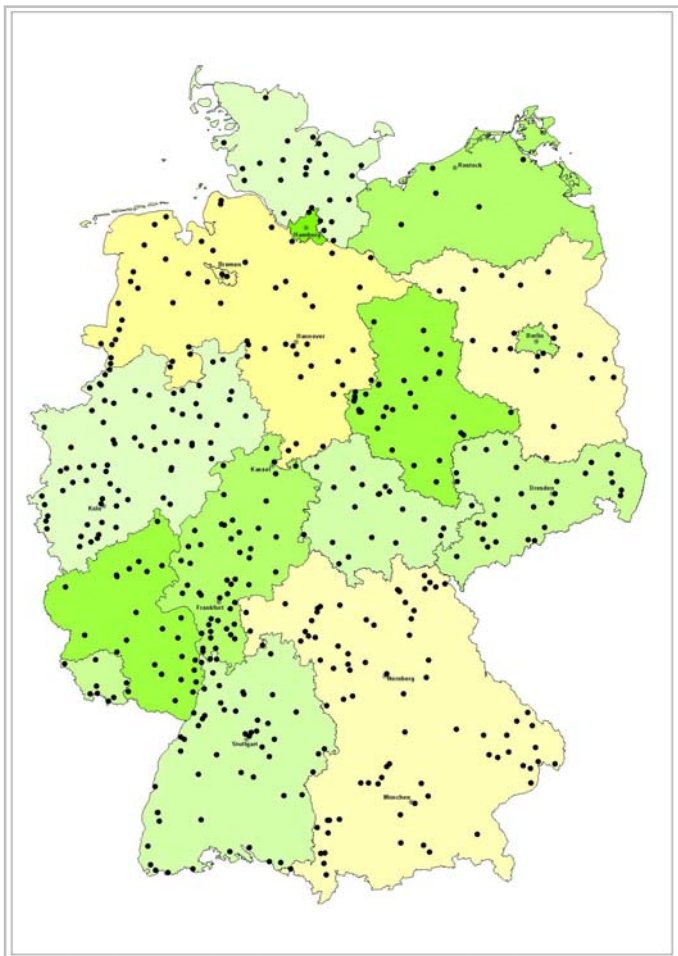 Rostock
Hamburg
Bremen
Hannover
Berlin
Kassel
Dresden
Köln
Frankfurt
Nürnberg
Stuttgart
München